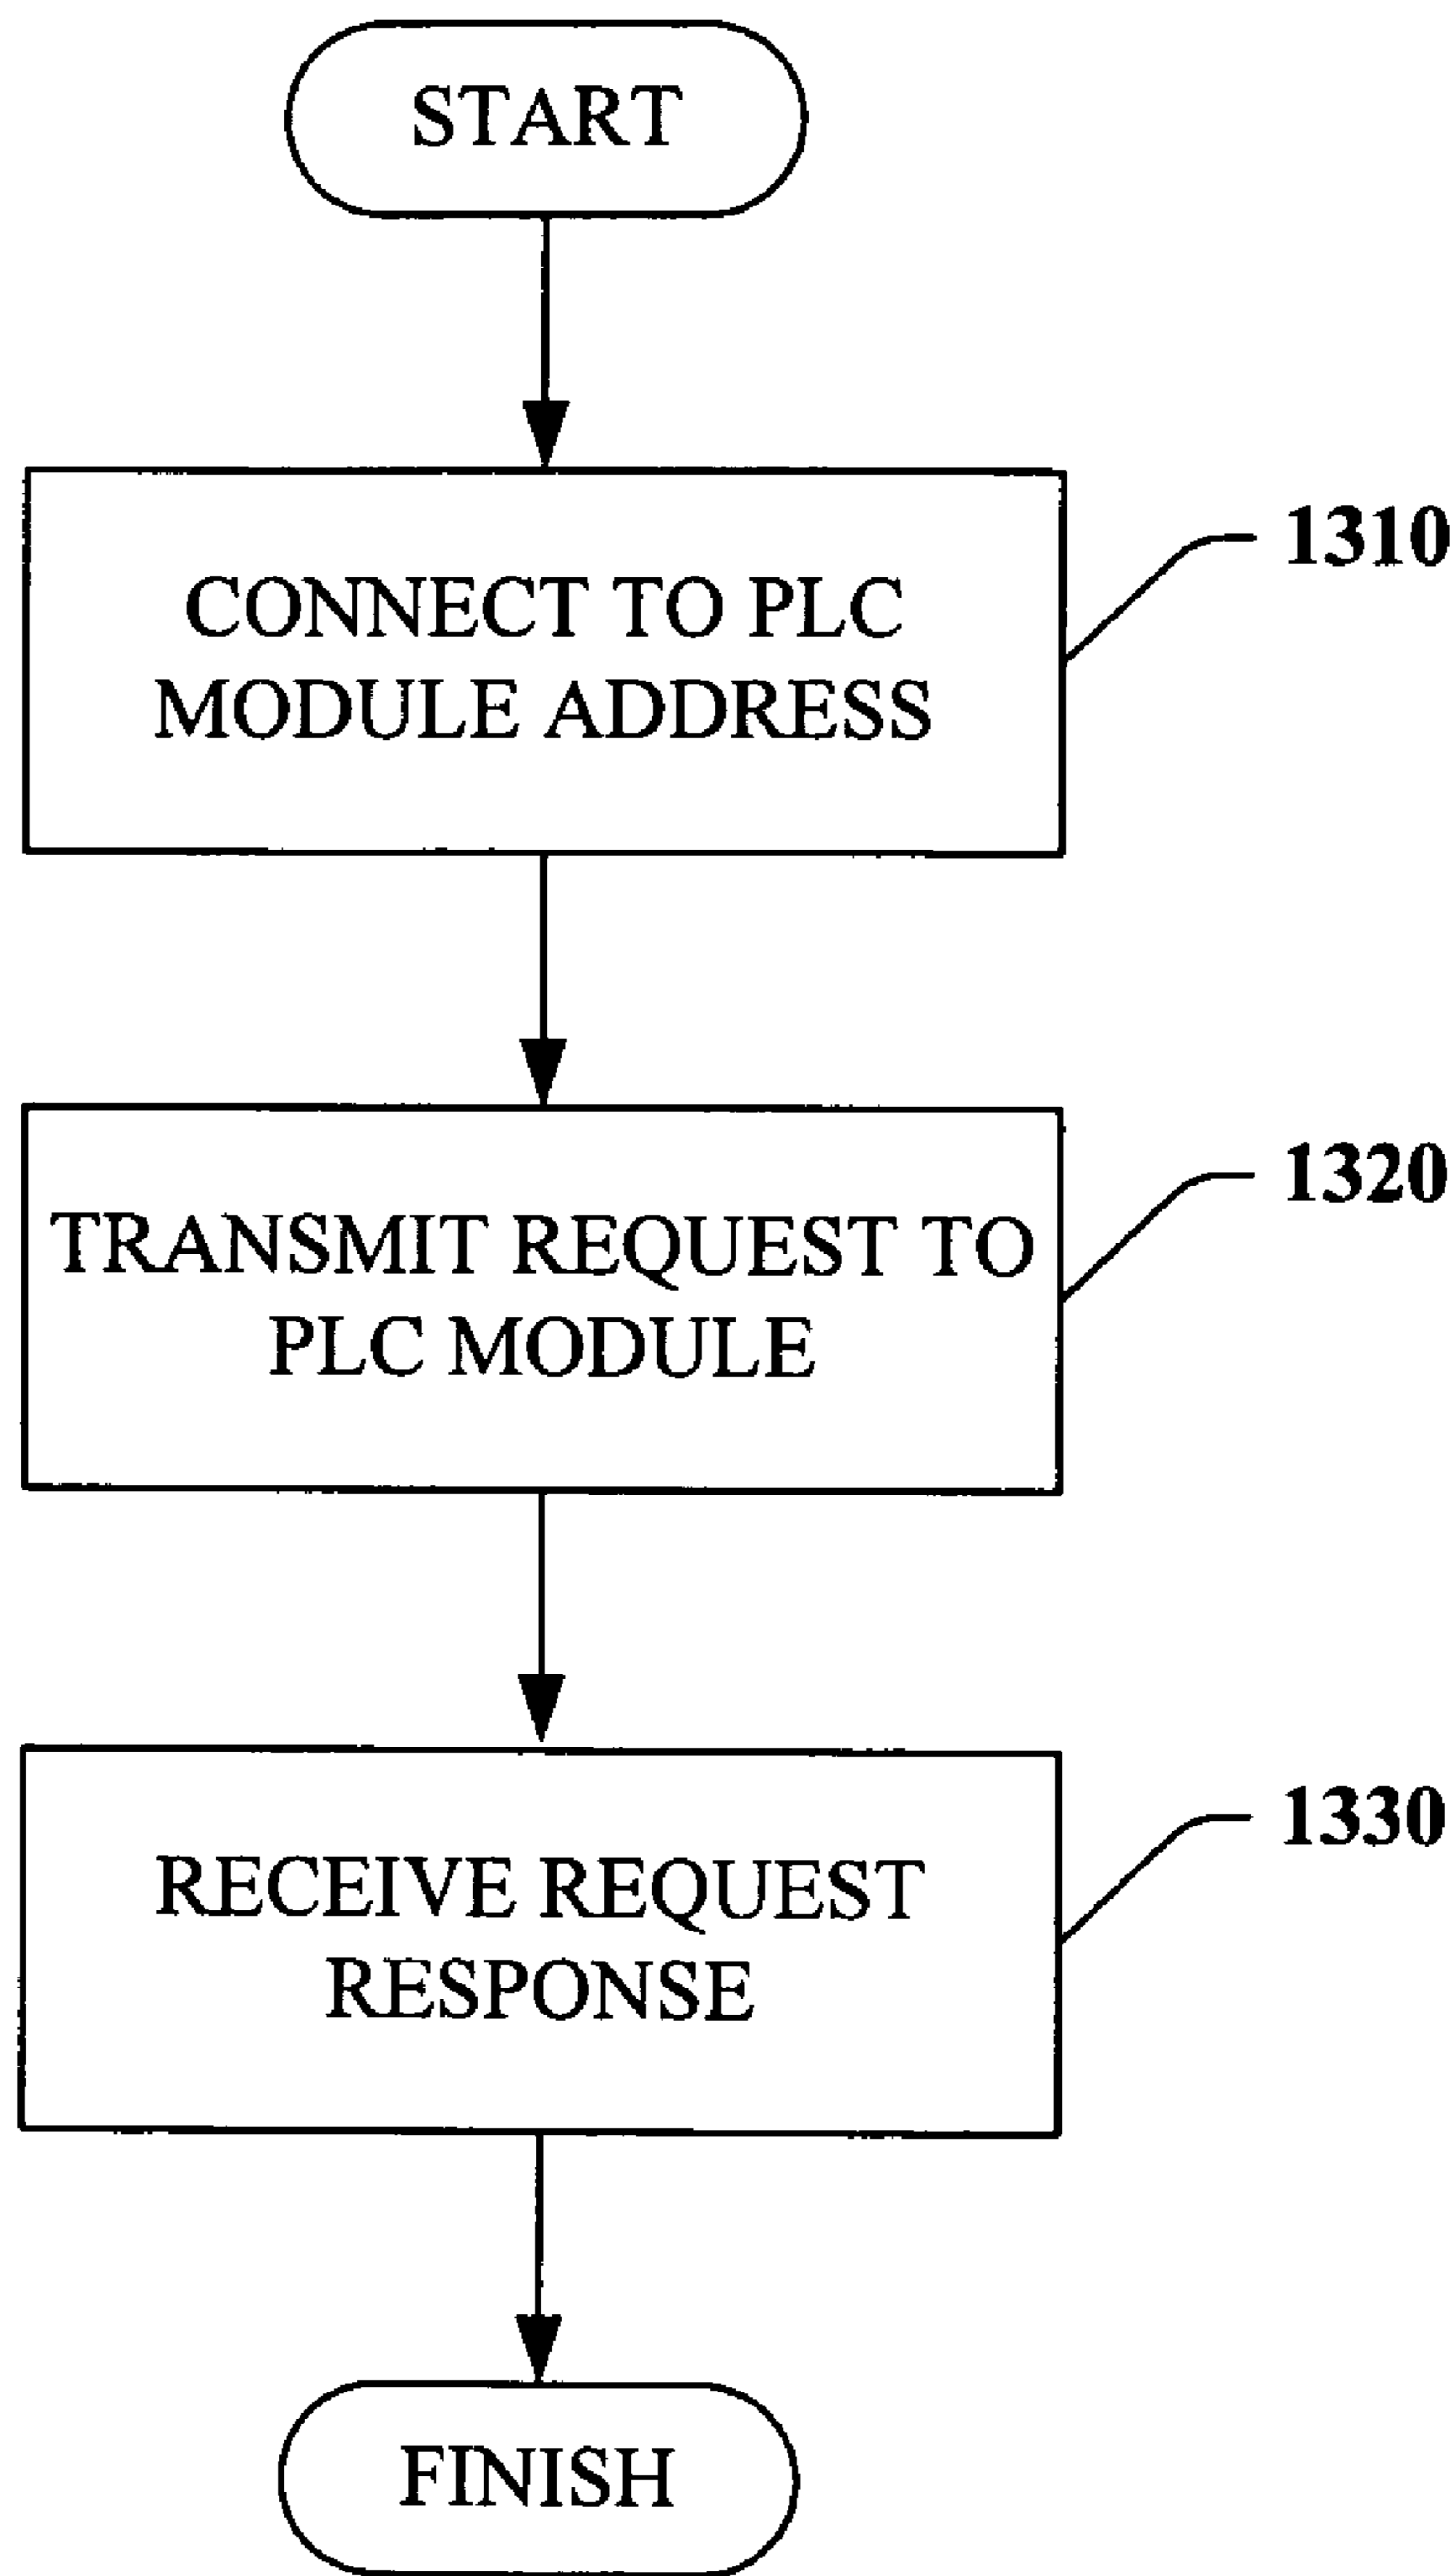 START
CONNECT TO PLC
MODULE ADDRESS
1310
TRANSMIT REQUEST TO
PLC MODULE
1320
RECEIVE REQUEST
RESPONSE
1330
FINISH